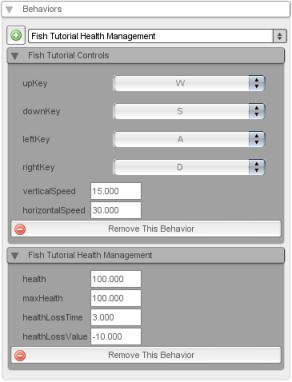 Behaviors
Fish Tutorial Health Management
Fish Tutorial Controls
upKey W
downKey S
leftKey A
rightKey D
verticalSpeed 15.000
horizontalSpeed 30.000
Remove This Behavior
Fish Tutorial Health Management
health 100.000
maxHealth 100.000
healthLossTime 3.000
healthLossValue -10.000
Remove This Behavior